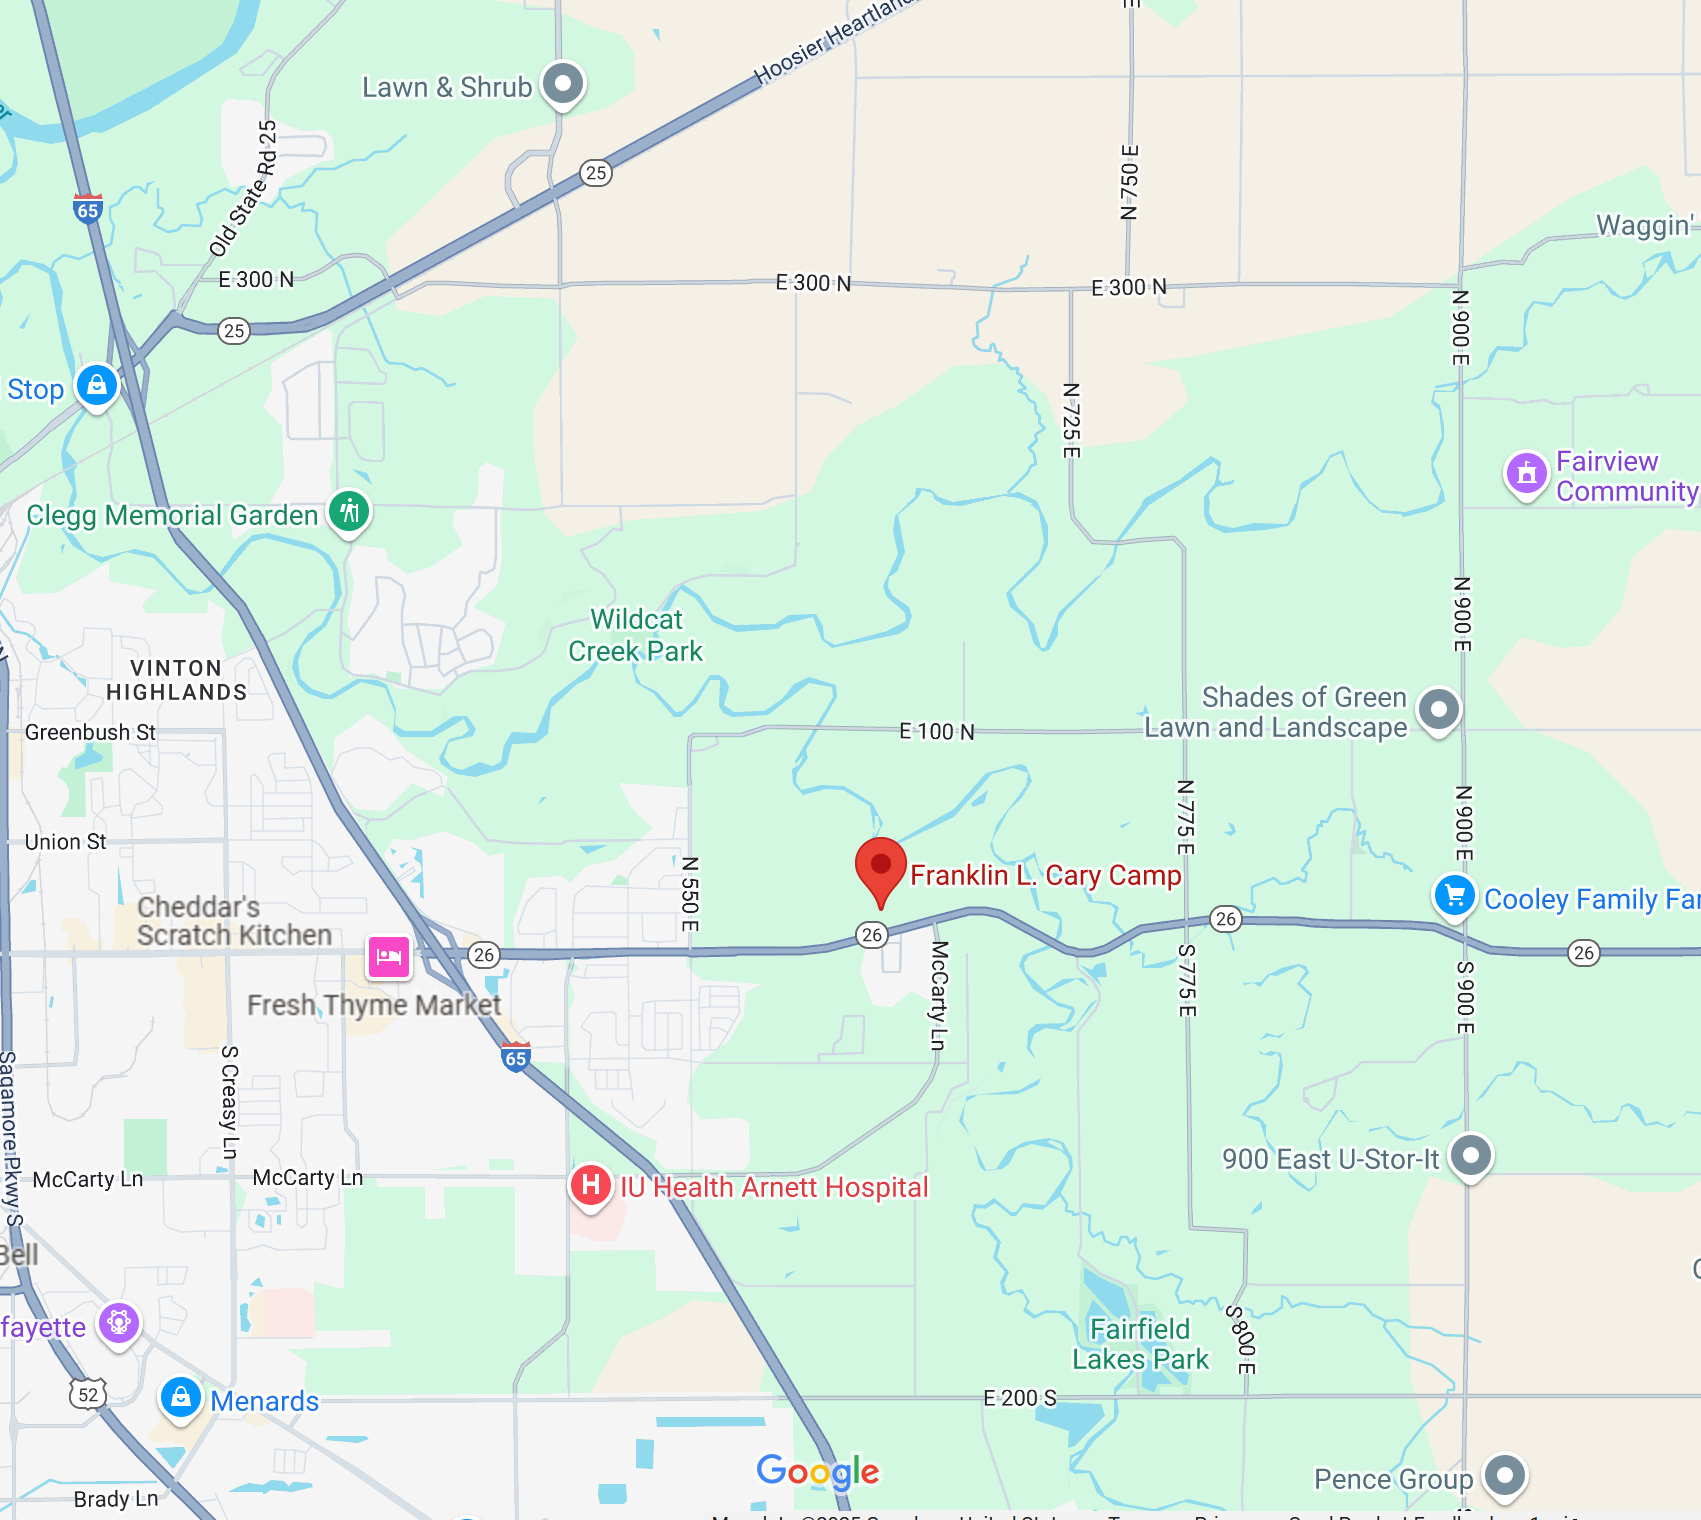 Hoosier Heartland
Lawn & Shrub
25
Old State Rd 25
N 750 E
65
Waggin'
E 300 N
E 300 N
E 300 N
25
N 900 E
Stop
N 725 E
Fairview
Community
Clegg Memorial Garden
Wildcat
Creek Park
N 900 E
VINTON
HIGHLANDS
Shades of Green
Lawn and Landscape
Greenbush St
E 100 N
N 775 E
N 900 E
Union St
N 550 E
Franklin L. Cary Camp
Cheddar's
Scratch Kitchen
Cooley Family Far
26
26
26
26
McCarty Ln
S 775 E
S 900 E
Fresh Thyme Market
65
S Creasy Ln
Sagamore Pkwy S
McCarty Ln
McCarty Ln
900 East U-Stor-It
H
IU Health Arnett Hospital
Bell
fayette
Fairfield
Lakes Park
S 800 E
52
Menards
E 200 S
Google
Pence Group
Brady Ln